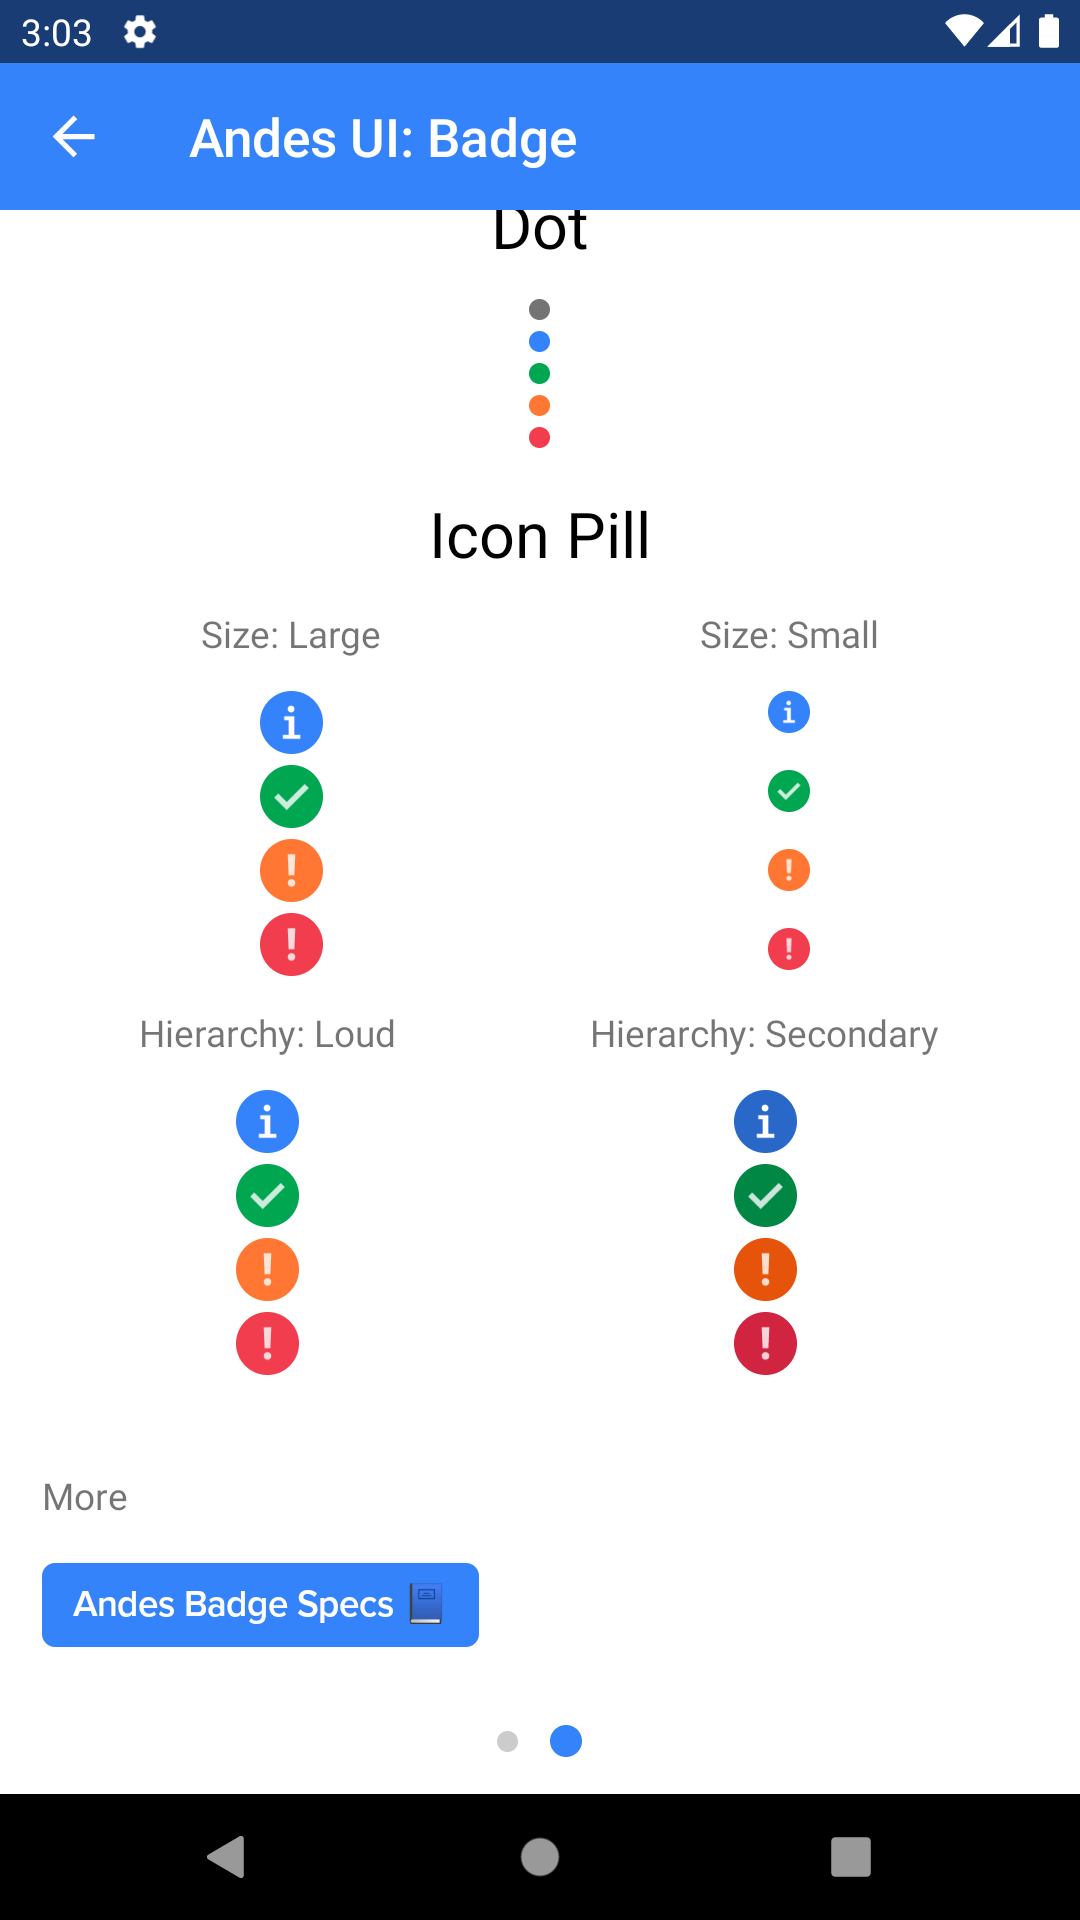 3:03
Andes UI: Badge
Dot
Icon Pill
Size: Large
Size: Small
Hierarchy: Loud
Hierarchy: Secondary
More
Andes Badge Specs